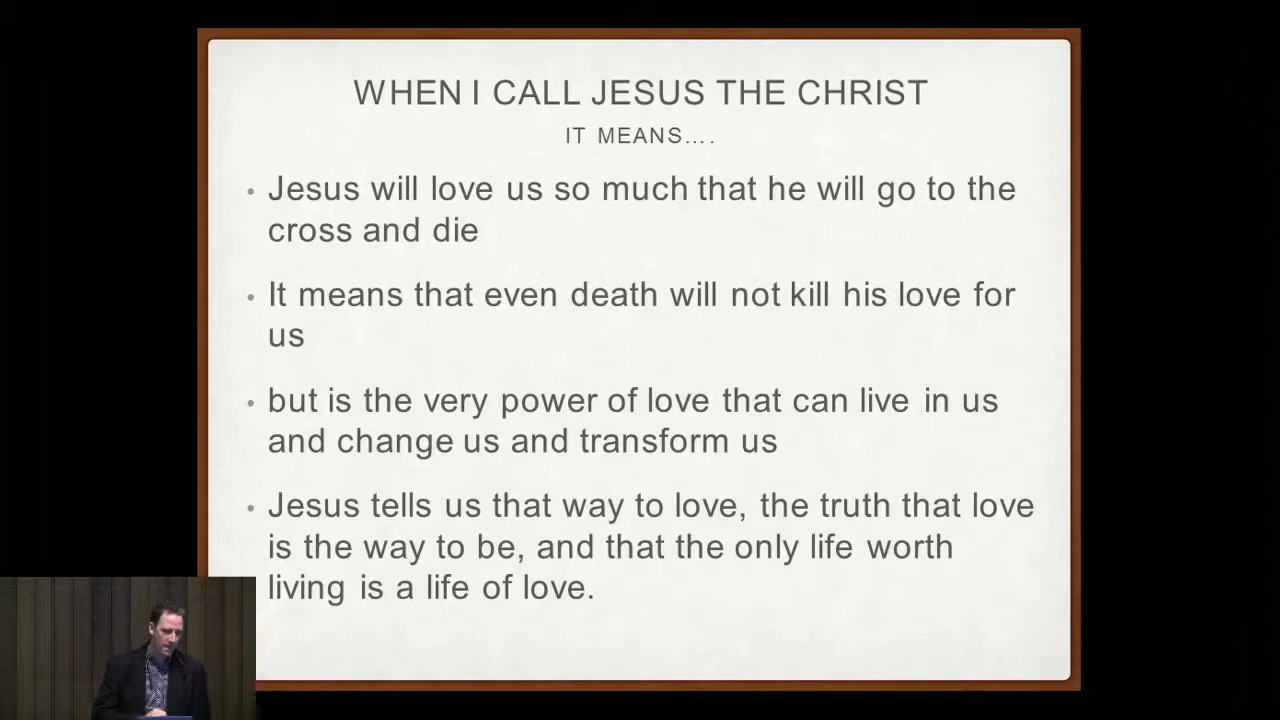 WHEN I CALL JESUS THE CHRIST
IT MEANS....
• Jesus will love us so much that he will go to the
cross and die
• It means that even death will not kill his love for
us
• but is the very power of love that can live in us
and change us and transform us
• Jesus tells us that way to love, the truth that love
is the way to be, and that the only life worth
living is a life of love.